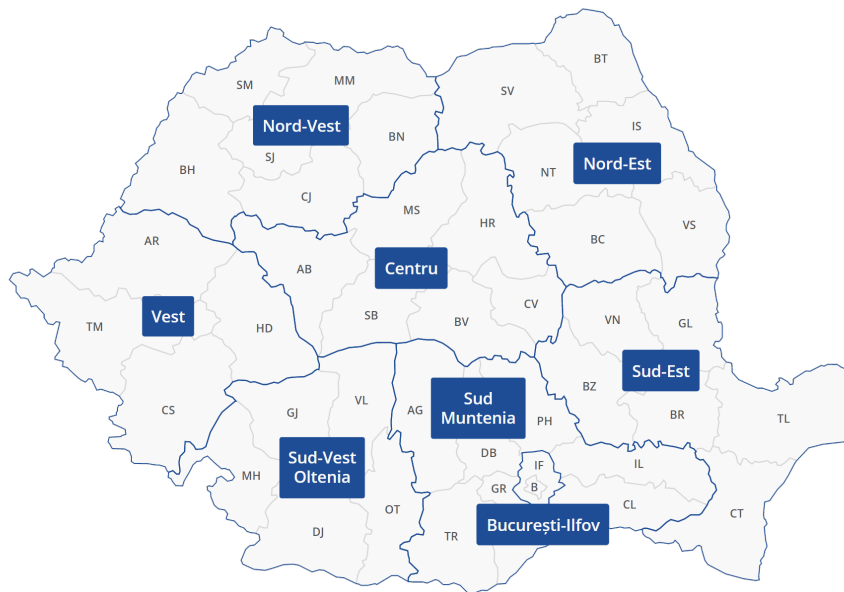 BT
MM
SM
SV
Nord-Vest
IS
BN
SJ
Nord-Est
BH
NT
CJ
MS
HR
VS
AR
BC
AB
Centru
CV
SB
Vest
BV
VN
GL
TM
HD
Sud-Est
BZ
VL
Sud
Muntenia
CS
GJ
AG
PH
BR
TL
DB
Sud-Vest
Oltenia
IF
IL
MH
GR
B
OT
CL
CT
București-Ilfov
DJ
TR